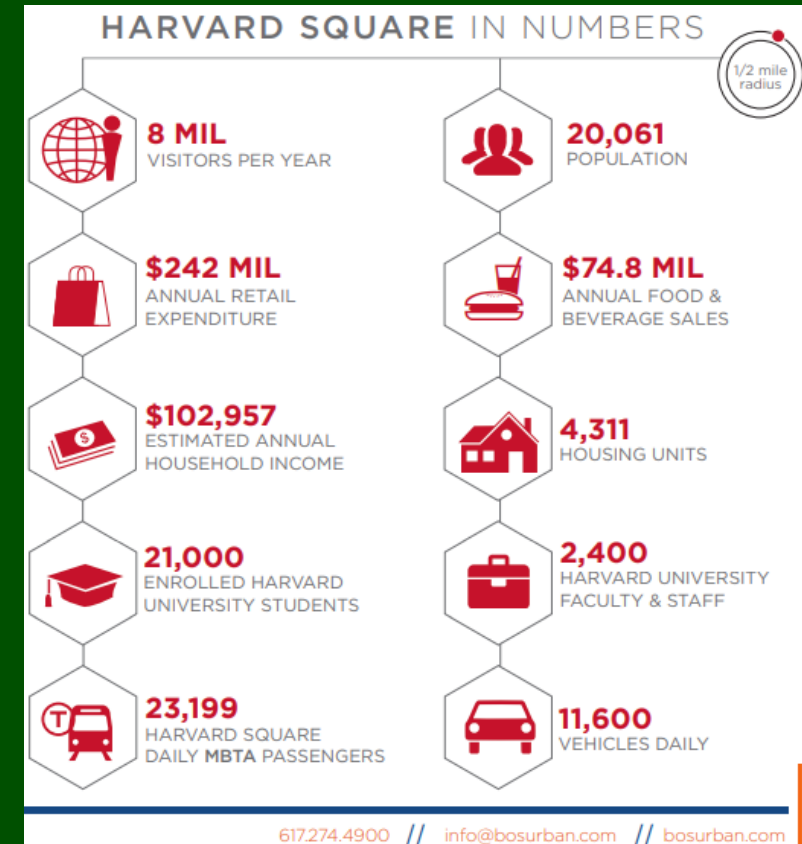 HARVARD SQUARE IN NUMBERS
1/2 mile
radius
8 MIL
VISITORS PER YEAR
20,061
POPULATION
$242 MIL
ANNUAL RETAIL
EXPENDITURE
$74.8 MIL
ANNUAL FOOD &
BEVERAGE SALES
$102,957
ESTIMATED ANNUAL
HOUSEHOLD INCOME
4,311
HOUSING UNITS
21,000
ENROLLED HARVARD
UNIVERSITY STUDENTS
2,400
HARVARD UNIVERSITY
FACULTY & STAFF
T
23,199
HARVARD SQUARE
DAILY MBTA PASSENGERS
11,600
VEHICLES DAILY
617.274.4900 // info@bosurban.com // bosurban.com